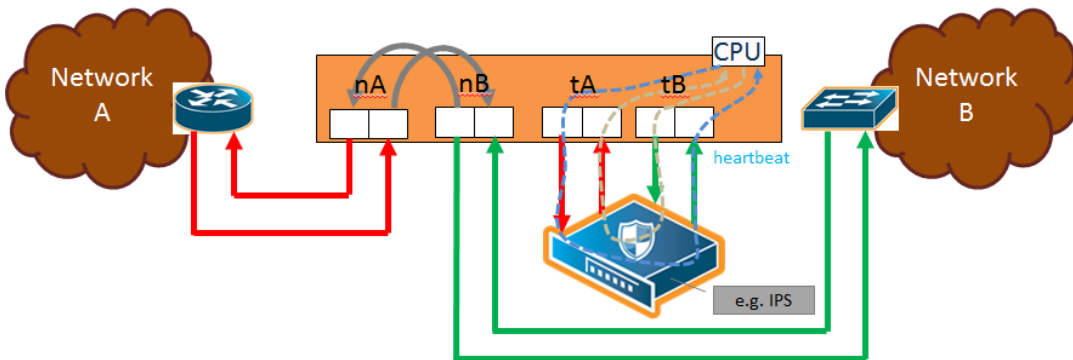 Network
A
nA
nB
tA
tB
CPU
heartbeat
e.g. IPS
Network
B